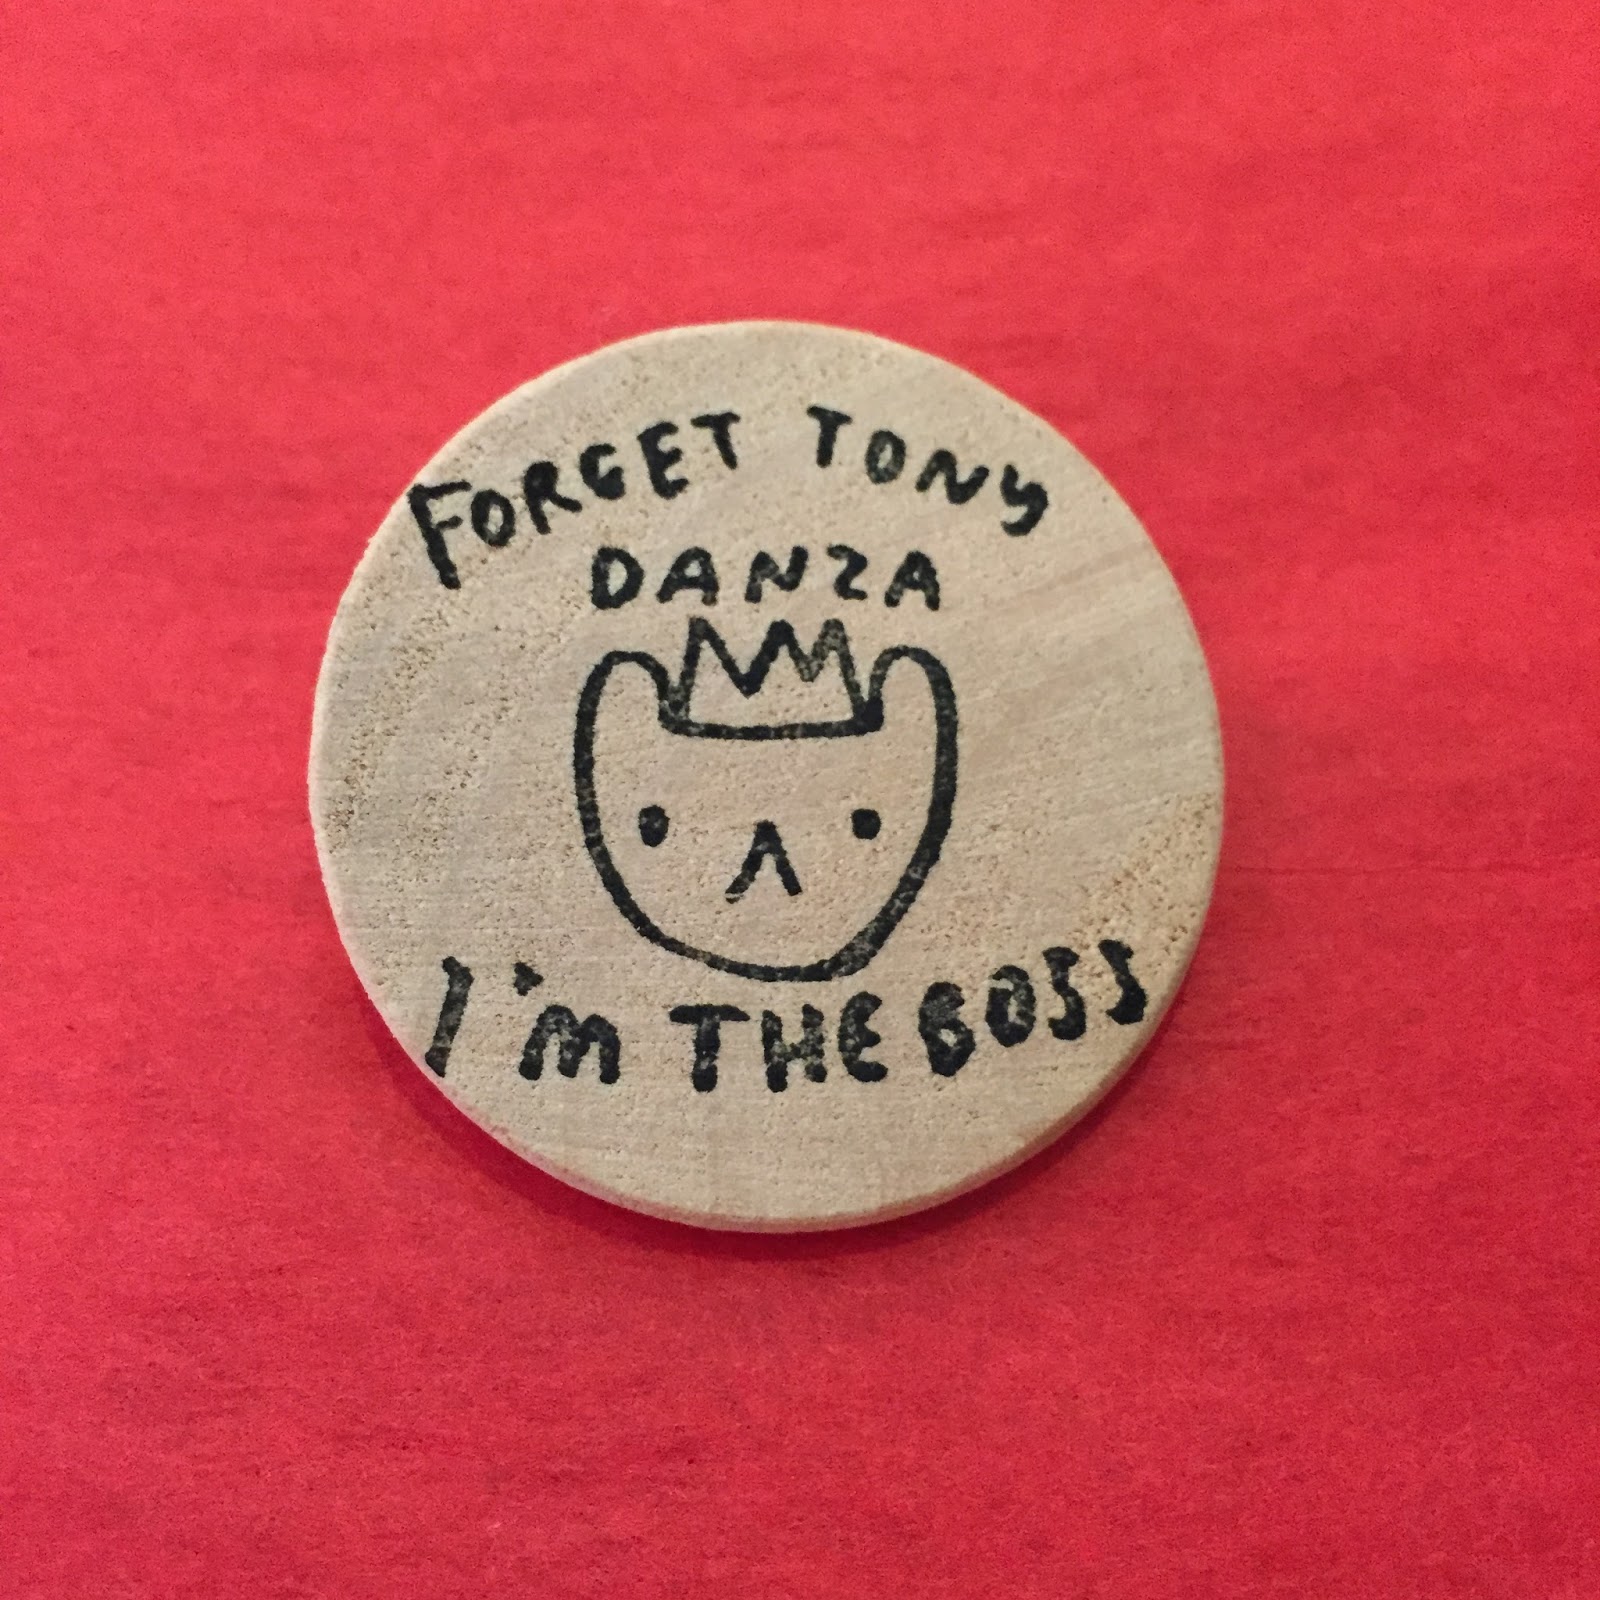 FORGET TONY
DANZA
I'm THE BOSS